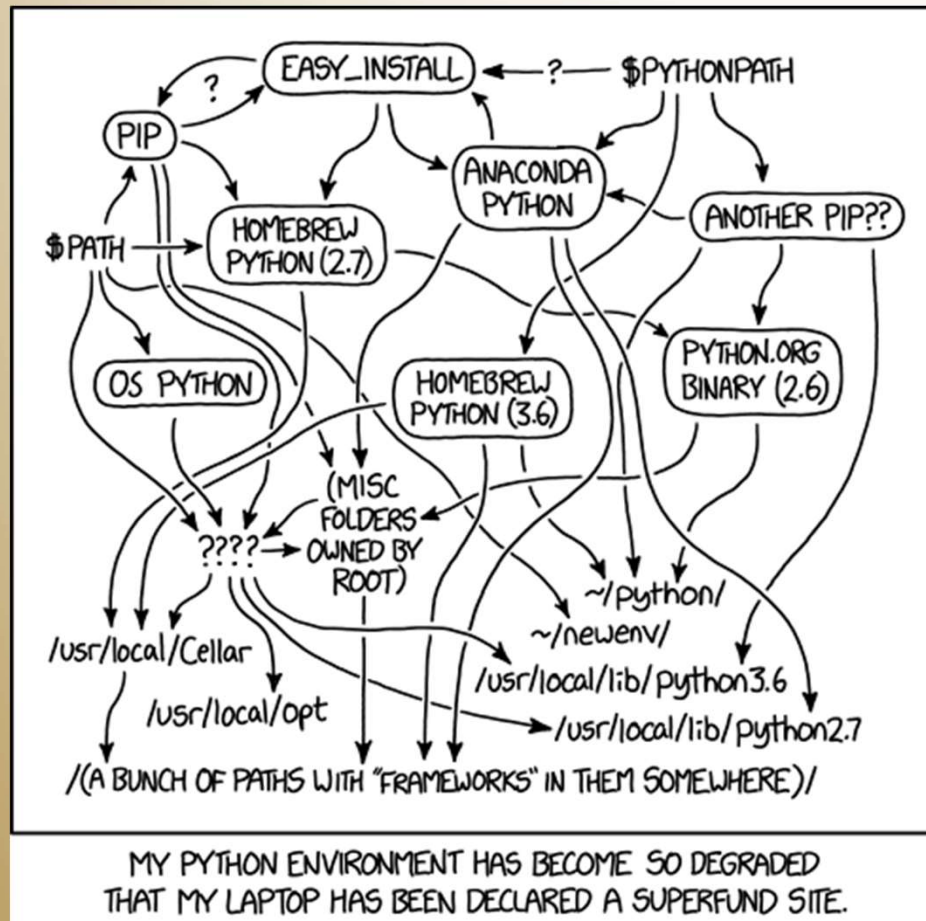 EASY_INSTALL
?
$PYTHONPATH
?
PIP
ANACONDA
PYTHON
ANOTHER PIP??
$PATH
HOMEBREW
PYTHON (2.7)
OS PYTHON
HOMEBREW
PYTHON (3.6)
PYTHON.ORG
BINARY (2.6)
(MISC
FOLDERS
OWNED BY
ROOT)
????
~/python/
~/newenv/
/usr/local/Cellar
/usr/local/lib/python3.6
/usr/local/opt
/usr/local/lib/python2.7
/(A BUNCH OF PATHS WITH "FRAMEWORKS" IN THEM SOMEWHERE)/
MY PYTHON ENVIRONMENT HAS BECOME SO DEGRADED
THAT MY LAPTOP HAS BEEN DECLARED A SUPERFUND SITE.